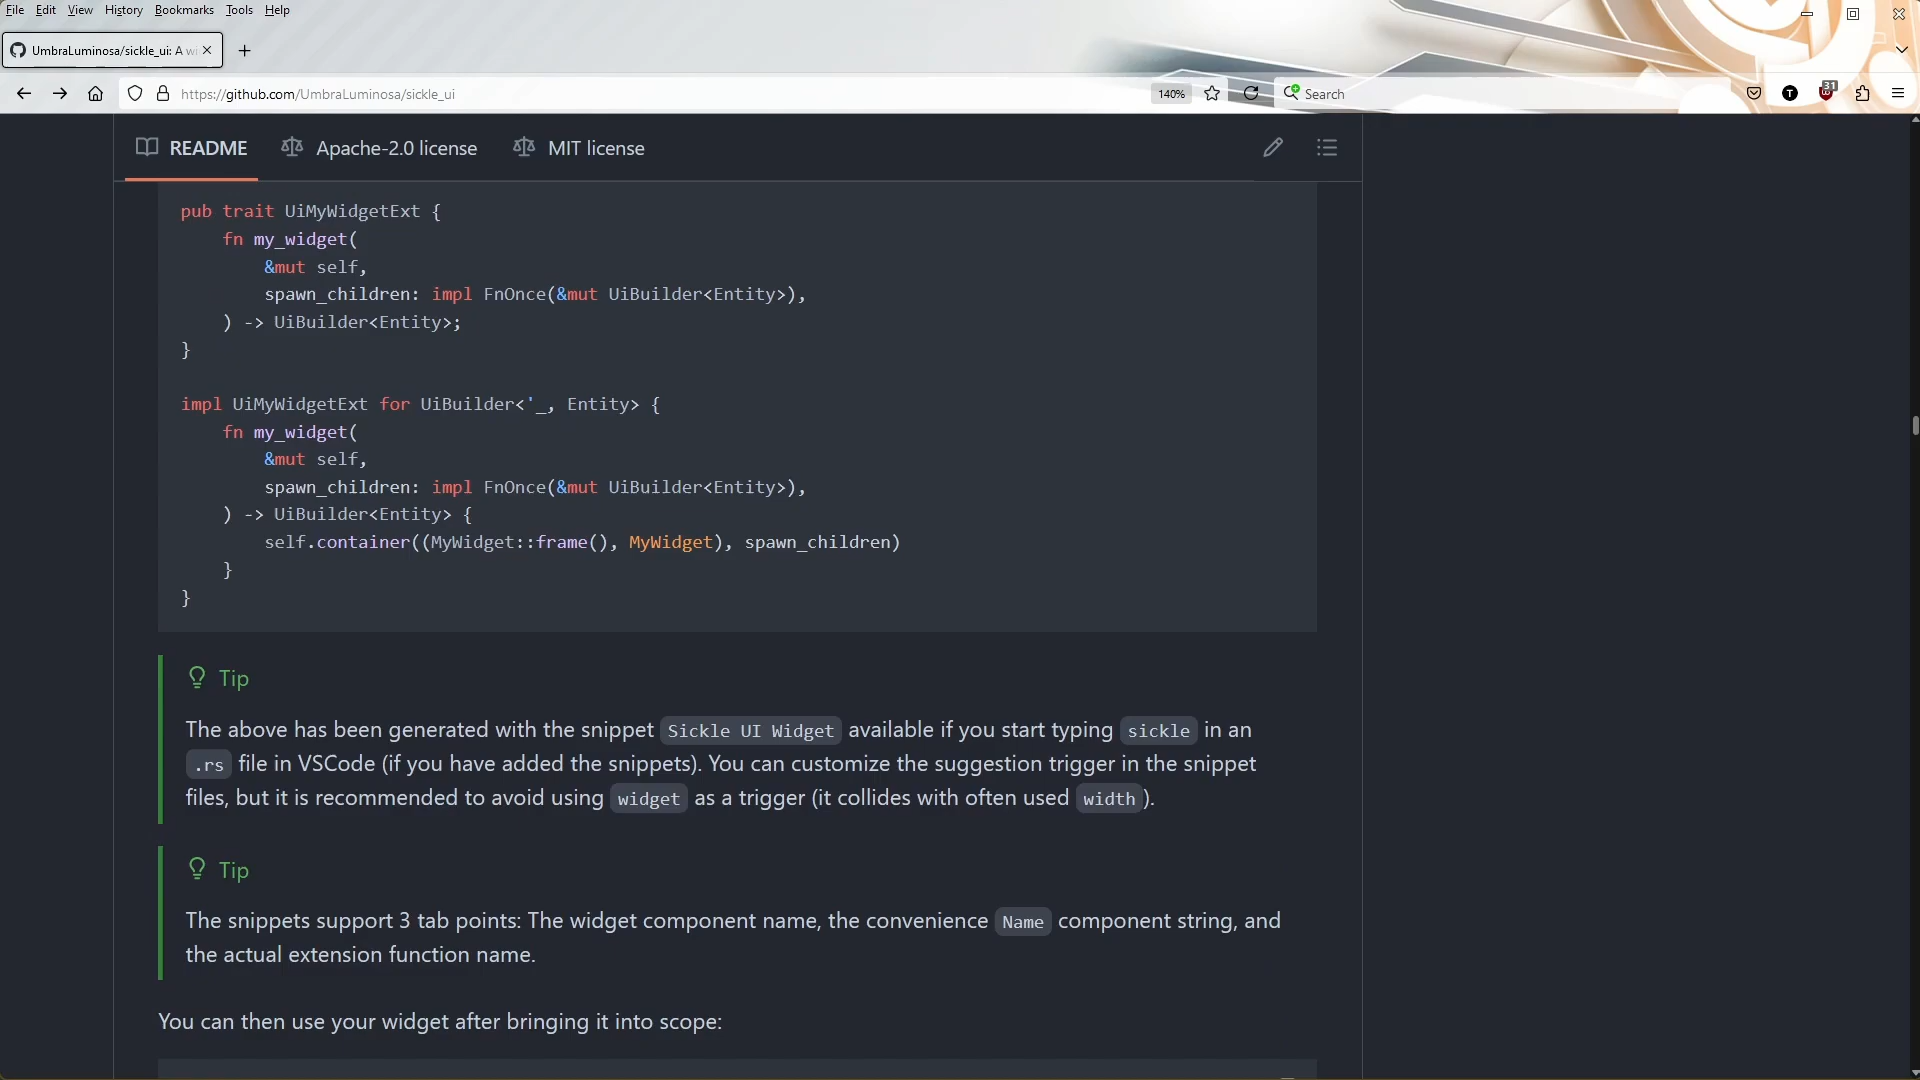 File Edit View History Bookmarks Tools Help
UmbraLuminosa/sickle_ui: A wi
https://github.com/UmbraLuminosa/sickle_ui
140%
Search
31
README
Apache-2.0 license
MIT license
pub trait UiMyWidgetExt {
    fn my_widget(
        &mut self,
        spawn_children: impl FnOnce(&mut UiBuilder<Entity>),
    ) -> UiBuilder<Entity>;
}
impl UiMyWidgetExt for UiBuilder<'_, Entity> {
    fn my_widget(
        &mut self,
        spawn_children: impl FnOnce(&mut UiBuilder<Entity>),
    ) -> UiBuilder<Entity> {
        self.container((MyWidget::frame(), MyWidget), spawn_children)
    }
}
Tip
The above has been generated with the snippet Sickle UI Widget available if you start typing sickle in an
.rs file in VSCode (if you have added the snippets). You can customize the suggestion trigger in the snippet
files, but it is recommended to avoid using widget as a trigger (it collides with often used width).
Tip
The snippets support 3 tab points: The widget component name, the convenience Name component string, and
the actual extension function name.
You can then use your widget after bringing it into scope: